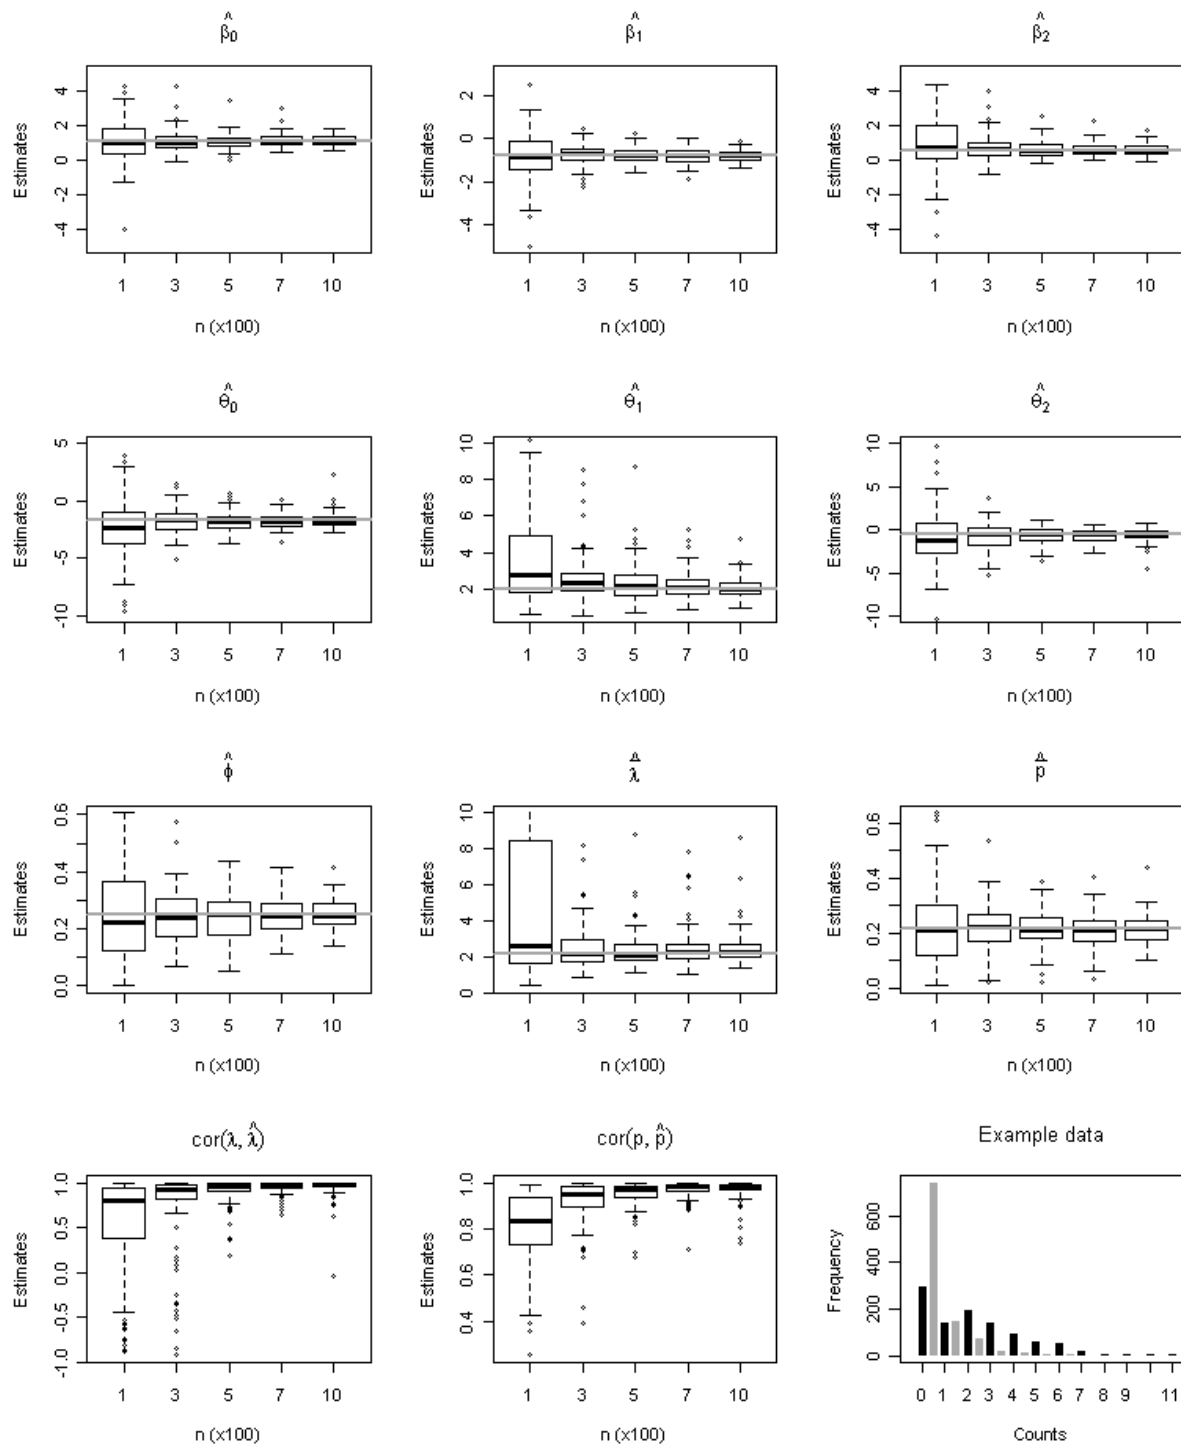 β̂₀ β̂₁ β̂₂
Estimates
4
2
0
-2
-4
1 3 5 7 10
n (x100)
Estimates
2
0
-2
-4
1 3 5 7 10
n (x100)
Estimates
4
2
0
-2
-4
1 3 5 7 10
n (x100)
θ̂₀ θ̂₁ θ̂₂
Estimates
5
0
-5
-10
1 3 5 7 10
n (x100)
Estimates
10
8
6
4
2
1 3 5 7 10
n (x100)
Estimates
10
5
0
-5
-10
1 3 5 7 10
n (x100)
ϕ̂ λ̄̂ p̄̂
Estimates
0.6
0.4
0.2
0.0
1 3 5 7 10
n (x100)
Estimates
10
8
6
4
2
0
1 3 5 7 10
n (x100)
Estimates
0.6
0.4
0.2
0.0
1 3 5 7 10
n (x100)
cor(λ, λ̂) cor(p, p̂) Example data
Estimates
1.0
0.5
0.0
-0.5
-1.0
1 3 5 7 10
n (x100)
Estimates
1.0
0.8
0.6
0.4
1 3 5 7 10
n (x100)
Frequency
600
400
200
0
0 1 2 3 4 5 6 7 8 9 11
Counts